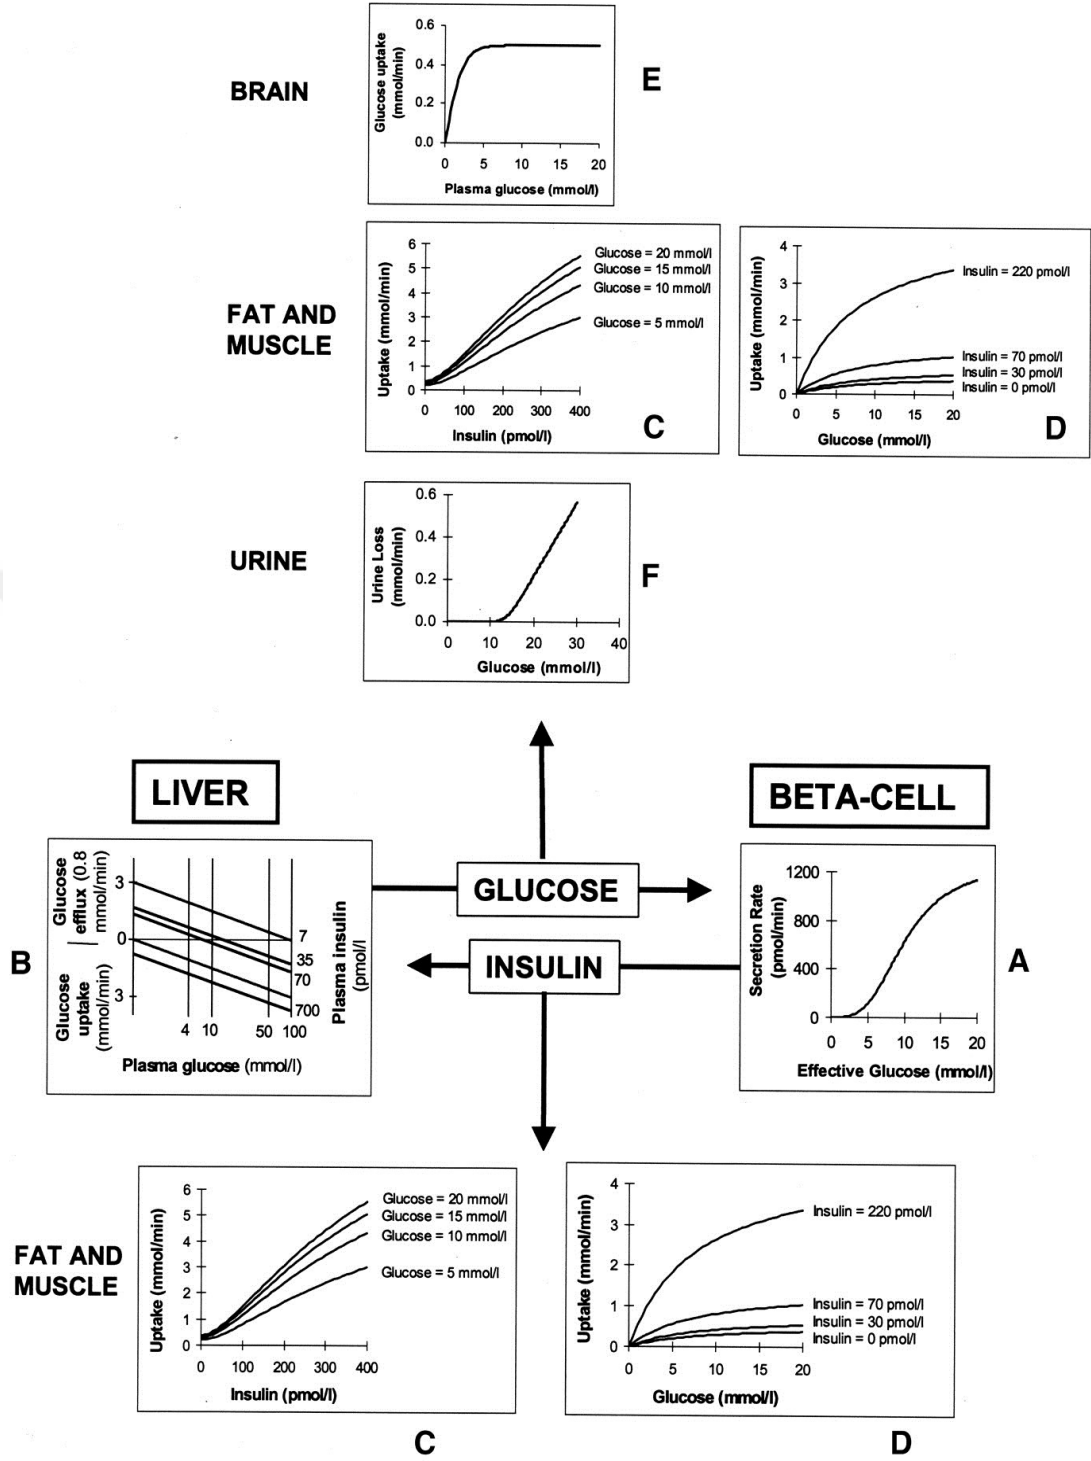 BRAIN
Glucose uptake
(mmol/min)
0.6
0.4
0.2
0.0
0 5 10 15 20
Plasma glucose (mmol/l)
E
FAT AND
MUSCLE
Uptake (mmol/min)
6
5
4
3
2
1
0
0 100 200 300 400
Insulin (pmol/l)
Glucose = 20 mmol/l
Glucose = 15 mmol/l
Glucose = 10 mmol/l
Glucose = 5 mmol/l
C
Uptake (mmol/min)
4
3
2
1
0
0 5 10 15 20
Glucose (mmol/l)
Insulin = 220 pmol/l
Insulin = 70 pmol/l
Insulin = 30 pmol/l
Insulin = 0 pmol/l
D
URINE
Urine Loss
(mmol/min)
0.6
0.4
0.2
0.0
0 10 20 30 40
Glucose (mmol/l)
F
LIVER
BETA-CELL
B
Glucose
efflux (0.8
mmol/min)
Glucose
uptake
(mmol/min)
3
0
3
7
35
70
700
Plasma insulin
(pmol/l
4 10 50 100
Plasma glucose (mmol/l)
GLUCOSE
INSULIN
Secretion Rate
(pmol/min)
1200
800
400
0
0 5 10 15 20
Effective Glucose (mmol/l)
A
FAT AND
MUSCLE
Uptake (mmol/min)
6
5
4
3
2
1
0
0 100 200 300 400
Insulin (pmol/l)
Glucose = 20 mmol/l
Glucose = 15 mmol/l
Glucose = 10 mmol/l
Glucose = 5 mmol/l
C
Uptake (mmol/min)
4
3
2
1
0
0 5 10 15 20
Glucose (mmol/l)
Insulin = 220 pmol/l
Insulin = 70 pmol/l
Insulin = 30 pmol/l
Insulin = 0 pmol/l
D